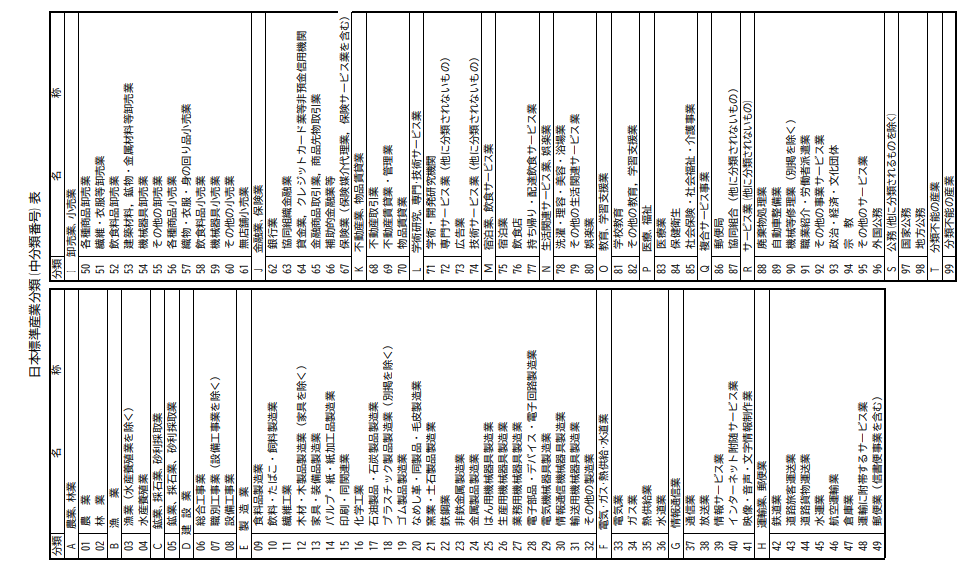 日本標準産業分類(中分類番号)表
分類 名 称
A 農業, 林業
01 農 業
02 林 業
B 漁 業
03 漁業（水産養殖業を除く）
04 水産養殖業
C 鉱業, 採石業, 砂利採取業
05 鉱業、採石業、砂利採取業
D 建 設 業
06 総合工事業
07 職別工事業（設備工事業を除く）
08 設備工事業
E 製 造 業
09 食料品製造業
10 飲料・たばこ・飼料製造業
11 繊維工業
12 木材・木製品製造業（家具を除く）
13 家具・装備品製造業
14 パルプ・紙・紙加工品製造業
15 印刷・同関連業
16 化学工業
17 石油製品・石炭製品製造業
18 プラスチック製品製造業（別掲を除く）
19 ゴム製品製造業
20 なめし革・同製品・毛皮製造業
21 窯業・土石製品製造業
22 鉄鋼業
23 非鉄金属製造業
24 金属製品製造業
25 はん用機械器具製造業
26 生産用機械器具製造業
27 業務用機械器具製造業
28 電子部品・デバイス・電子回路製造業
29 電気機械器具製造業
30 情報通信機械器具製造業
31 輸送用機械器具製造業
32 その他の製造業
F 電気・ガス・熱供給・水道業
33 電気業
34 ガス業
35 熱供給業
36 水道業
G 情報通信業
37 通信業
38 放送業
39 情報サービス業
40 インターネット附随サービス業
41 映像・音声・文字情報制作業
H 運輸業, 郵便業
42 鉄道業
43 道路旅客運送業
44 道路貨物運送業
45 水運業
46 航空運輸業
47 倉庫業
48 運輸に附帯するサービス業
49 郵便業（信書便事業を含む）
分類 名 称
I 卸売業, 小売業
50 各種商品卸売業
51 繊維・衣服等卸売業
52 飲食料品卸売業
53 建築材料、鉱物・金属材料等卸売業
54 機械器具卸売業
55 その他の卸売業
56 各種商品小売業
57 織物・衣服・身の回り品小売業
58 飲食料品小売業
59 機械器具小売業
60 その他の小売業
61 無店舗小売業
J 金融業, 保険業
62 銀行業
63 協同組織金融業
64 貸金業、クレジットカード業等非預金信用機関
65 金融商品取引業、商品先物取引業
66 補助的金融業等
67 保険業（保険媒介代理業、保険サービス業を含む）
K 不動産業, 物品賃貸業
68 不動産取引業
69 不動産賃貸業・管理業
70 物品賃貸業
L 学術研究, 専門・技術サービス業
71 学術・開発研究機関
72 専門サービス業（他に分類されないもの）
73 広告業
74 技術サービス業（他に分類されないもの）
M 宿泊業, 飲食サービス業
75 宿泊業
76 飲食店
77 持ち帰り・配達飲食サービス業
N 生活関連サービス業, 娯楽業
78 洗濯・理容・美容・浴場業
79 その他の生活関連サービス業
80 娯楽業
O 教育, 学習支援業
81 学校教育
82 その他の教育、学習支援業
P 医療, 福祉
83 医療業
84 保健衛生
85 社会保険・社会福祉・介護事業
Q 複合サービス事業
86 郵便局
87 協同組合（他に分類されないもの）
R サービス業(他に分類されないもの)
88 廃棄物処理業
89 自動車整備業
90 機械等修理業（別掲を除く）
91 職業紹介・労働者派遣業
92 その他の事業サービス業
93 政治・経済・文化団体
94 宗 教
95 その他のサービス業
96 外国公務
S 公務(他に分類されるものを除く)
97 国家公務
98 地方公務
T 分類不能の産業
99 分類不能の産業